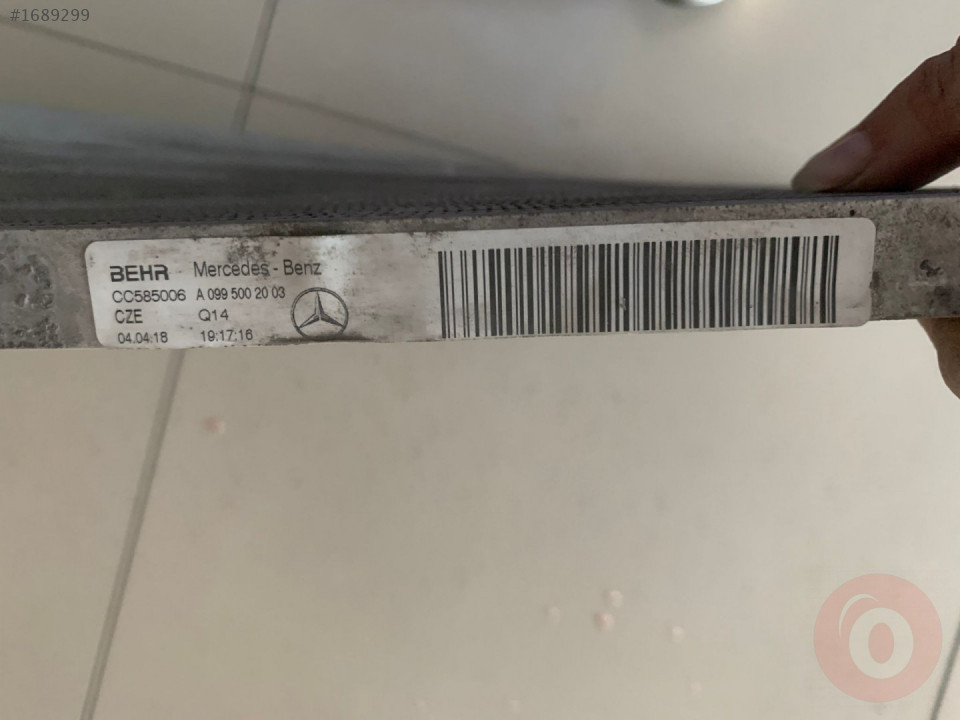 #1689299
BEHR Mercedes - Benz
CC585006 A 099 500 20 03
CZE Q14
04.04.18 19:17:16